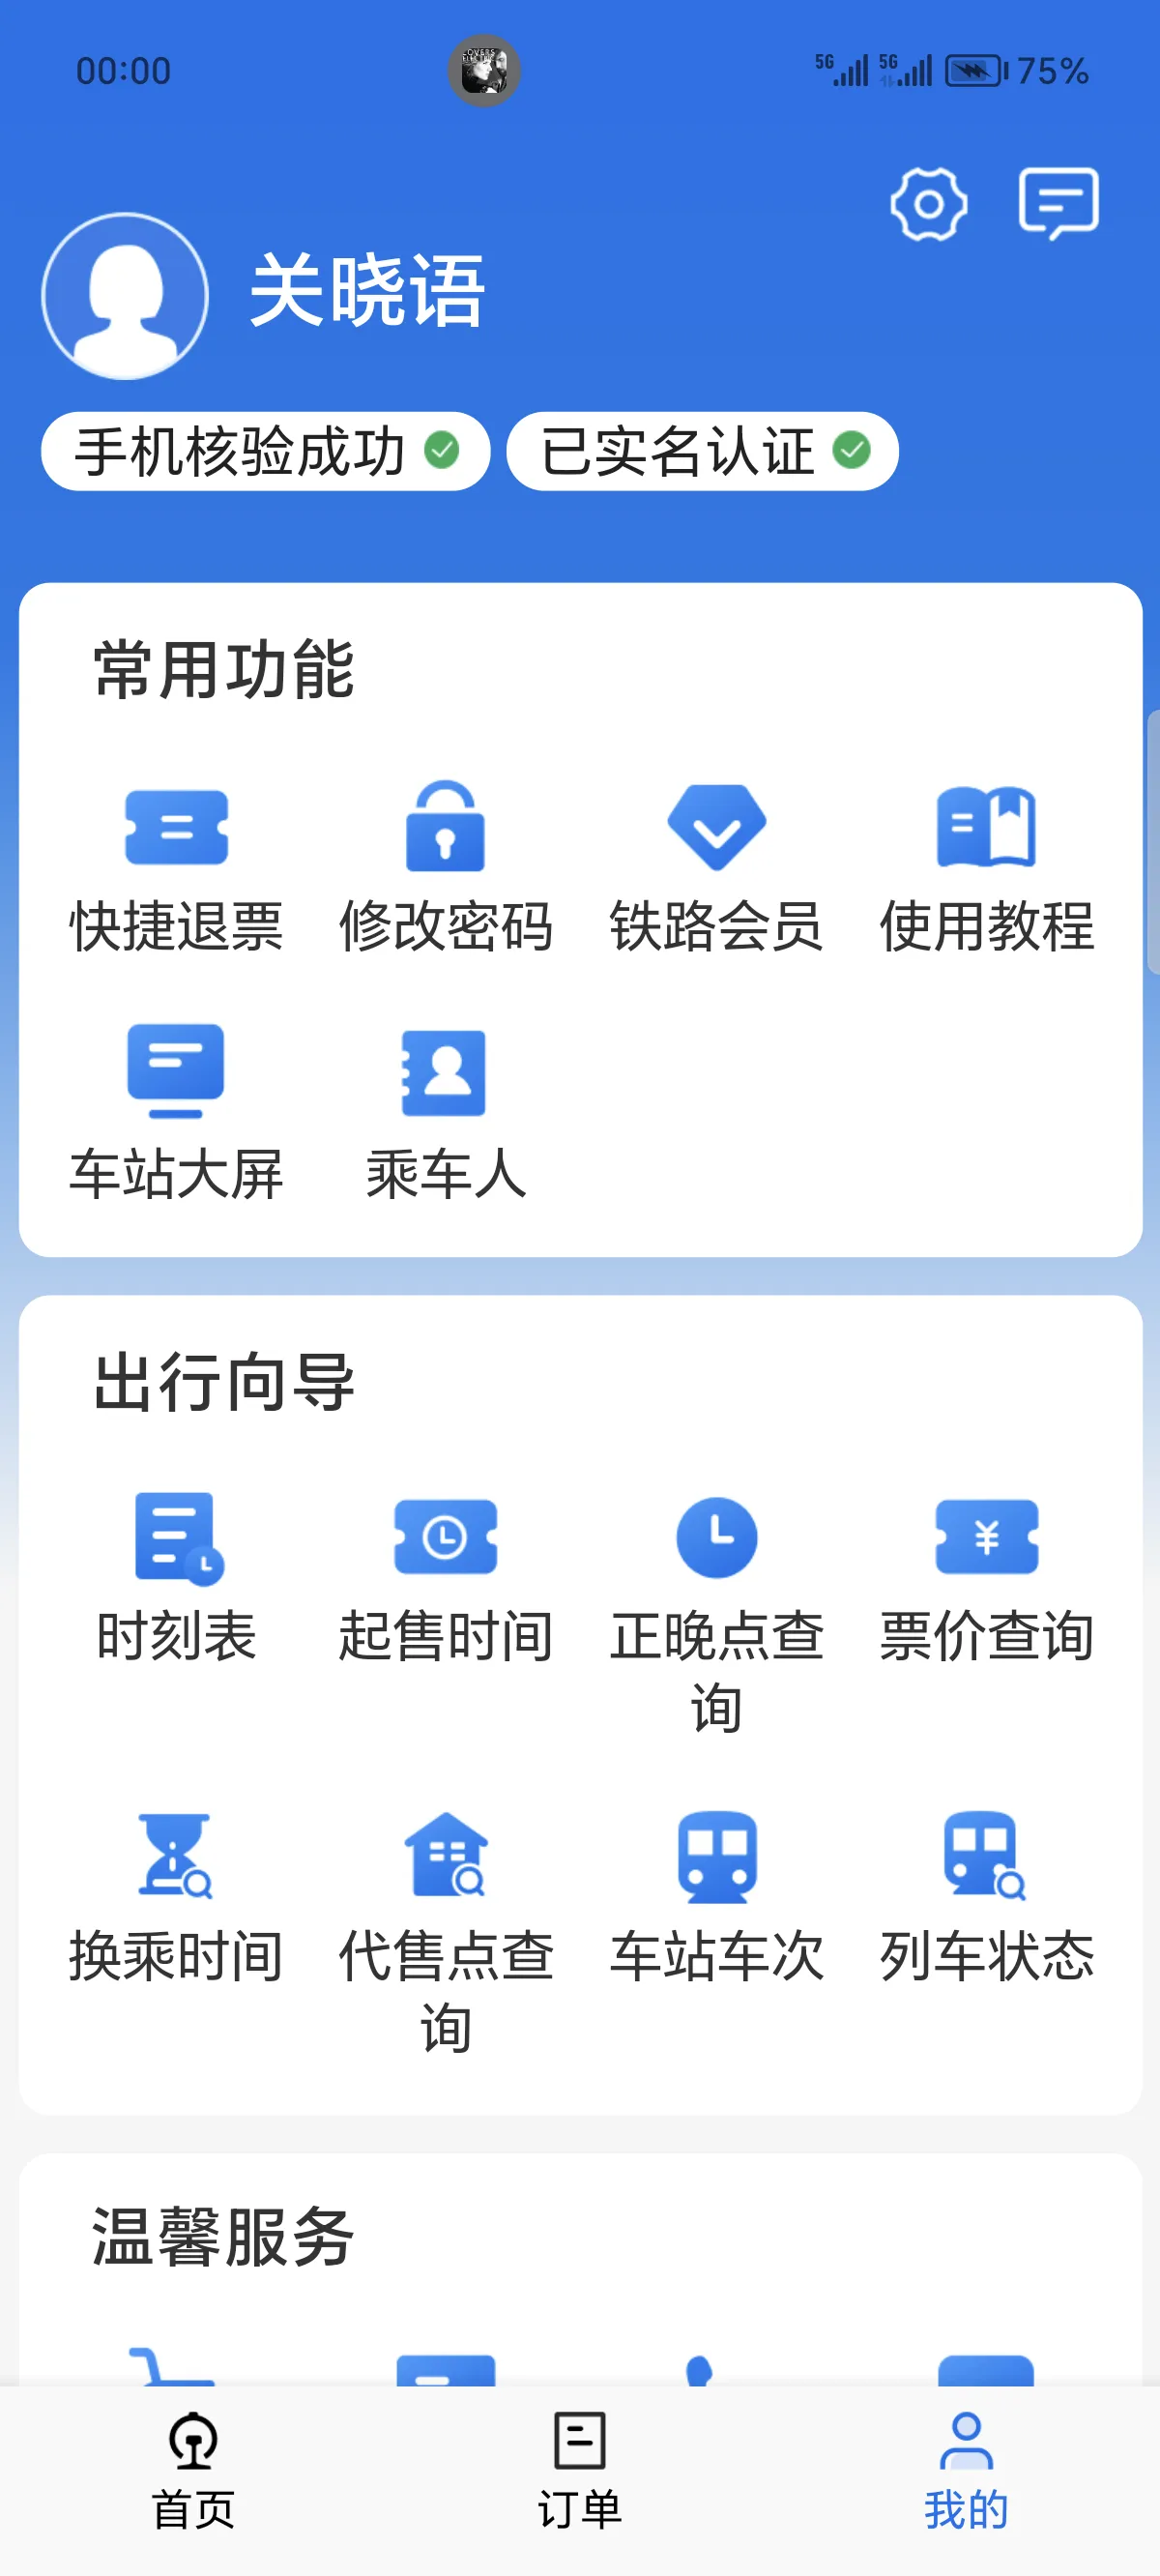 00:00
5G 5G 75%
关晓语
手机核验成功 已实名认证
常用功能
快捷退票 修改密码 铁路会员 使用教程
车站大屏 乘车人
出行向导
¥
时刻表 起售时间 正晚点查询 票价查询
换乘时间 代售点查询 车站车次 列车状态
温馨服务
首页 订单 我的